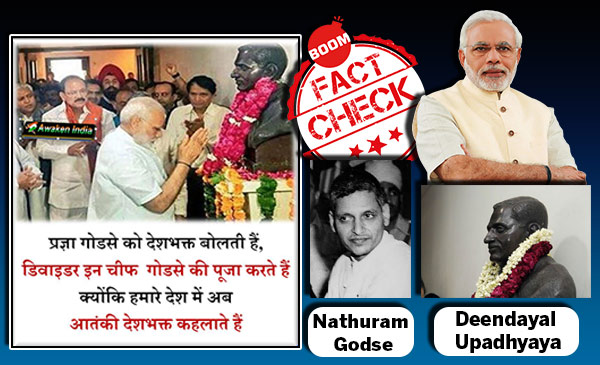 Awaken India
प्रज्ञा गोडसे को देशभक्त बोलती हैं,
डिवाइडर इन चीफ गोडसे की पूजा करते हैं
क्योंकि हमारे देश में अब
आतंकी देशभक्त कहलाते हैं
BOOM
FACT
CHECK
Nathuram
Godse
Deendayal
Upadhyaya